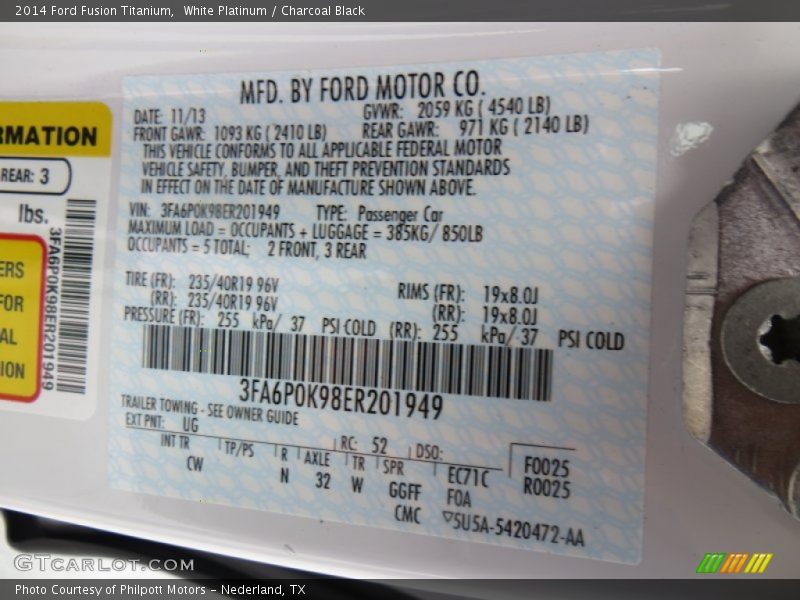 2014 Ford Fusion Titanium, White Platinum / Charcoal Black
MFD. BY FORD MOTOR CO.
DATE: 11/13 GVWR: 2059 KG ( 4540 LB)
FRONT GAWR: 1093 KG ( 2410 LB) REAR GAWR: 971 KG ( 2140 LB)
THIS VEHICLE CONFORMS TO ALL APPLICABLE FEDERAL MOTOR
VEHICLE SAFETY, BUMPER, AND THEFT PREVENTION STANDARDS
IN EFFECT ON THE DATE OF MANUFACTURE SHOWN ABOVE.
VIN: 3FA6P0K98ER201949 TYPE: Passenger Car
MAXIMUM LOAD = OCCUPANTS + LUGGAGE = 385KG/ 850LB
OCCUPANTS = 5 TOTAL; 2 FRONT, 3 REAR
TIRE (FR): 235/40R19 96V RIMS (FR): 19x8.0J
(RR): 235/40R19 96V (RR): 19x8.0J
PRESSURE (FR): 255 kPa/ 37 PSI COLD (RR): 255 kPa/ 37 PSI COLD
3FA6P0K98ER201949
TRAILER TOWING - SEE OWNER GUIDE
EXT PNT: UG RC: 52 DSO:
INT TR TP/PS R AXLE TR SPR EC71C F0025
CW N 32 W GGFF F0A R0025
CMC SU5A-5420472-AA
RMATION
REAR: 3
lbs.
3FA6P0K98ER201949
ERS
FOR
AL
ION
GTCarLot.com
Photo Courtesy of Philpott Motors - Nederland, TX